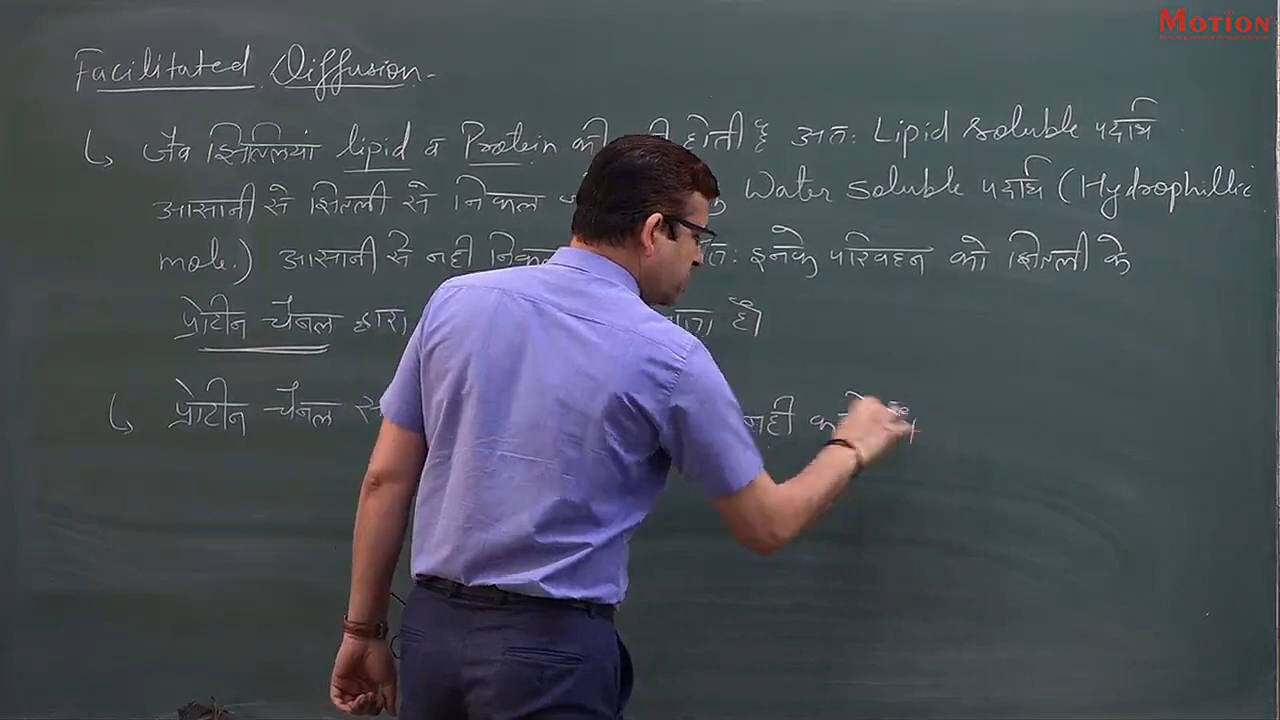 MOTION
Facilitated Diffusion.
जैव झिल्लियां lipid व Protein की होती है अतः Lipid Soluble पदार्थ
आसानी से झिल्ली से निकल Water Soluble पदार्थ (Hydrophillic
mole.) आसानी से नही इनके परिवहन को झिल्ली के
प्रोटीन चैनल द्वारा है
प्रोटीन चैनल नही